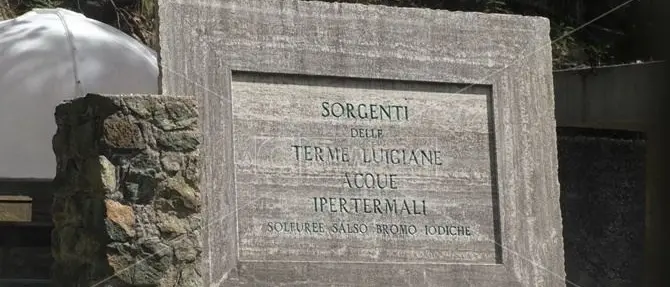 SORGENTI
DELLE
TERME LUIGIANE
ACQUE
IPERTERMALI
SOLFUREE SALSO BROMO IODICHE